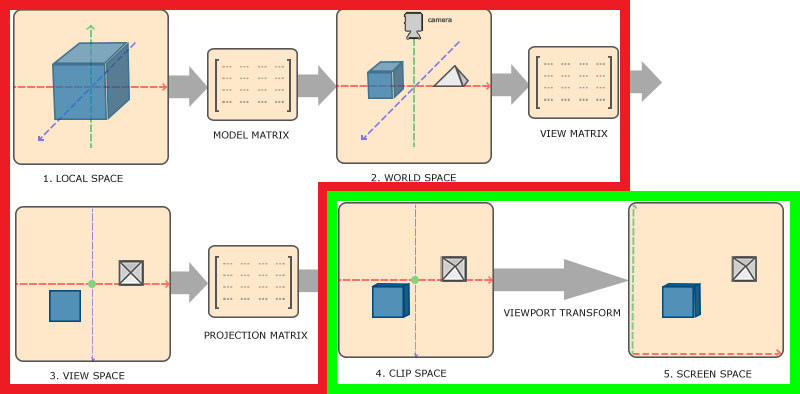 camera
MODEL MATRIX
VIEW MATRIX
1. LOCAL SPACE
2. WORLD SPACE
PROJECTION MATRIX
VIEWPORT TRANSFORM
3. VIEW SPACE
4. CLIP SPACE
5. SCREEN SPACE